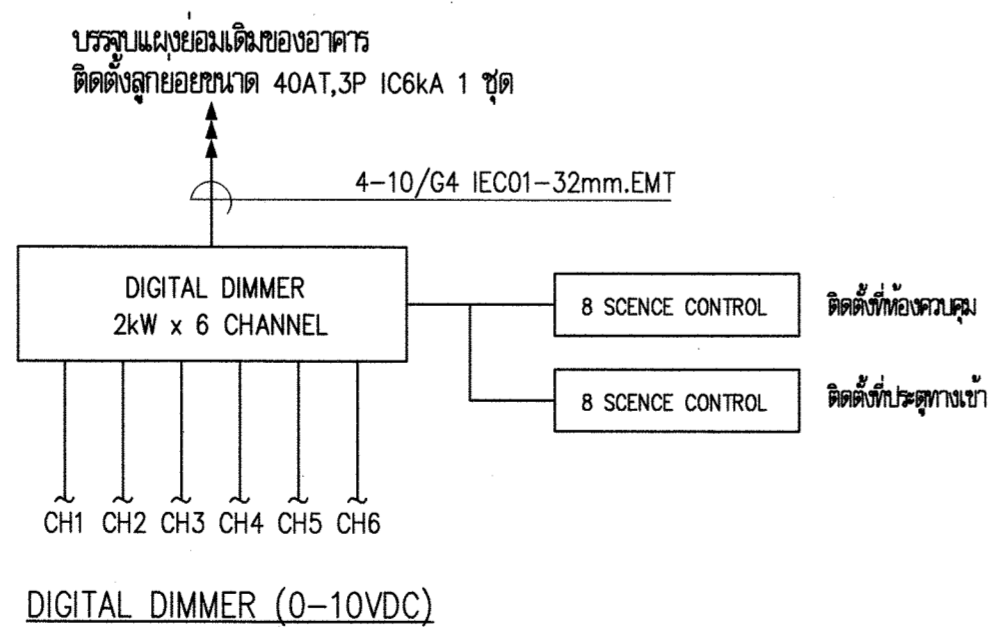 บรรจบแผงย่อยเดิมของอาคาร
ติดตั้งลูกย่อยขนาด 40AT,3P IC6kA 1 ชุด
4-10/G4 IEC01-32mm.EMT
DIGITAL DIMMER
2kW x 6 CHANNEL
8 SCENCE CONTROL
ติดตั้งที่ห้องควบคุม
8 SCENCE CONTROL
ติดตั้งที่ประตูทางเข้า
CH1 CH2 CH3 CH4 CH5 CH6
DIGITAL DIMMER (0-10VDC)